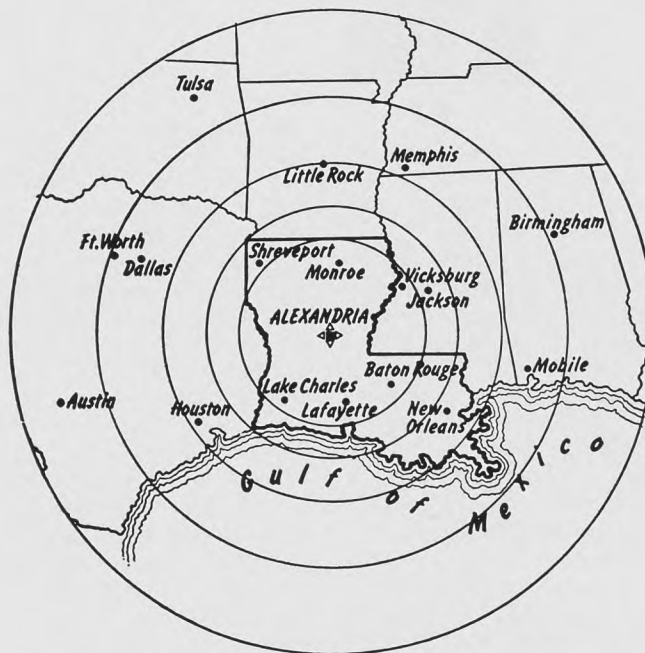 Tulsa
Little Rock
Memphis
Birmingham
Ft. Worth
Dallas
Shreveport
Monroe
Vicksburg
Jackson
ALEXANDRIA
Baton Rouge
Mobile
Austin
Houston
Lake Charles
Lafayette
New
Orleans
Gulf of Mexico